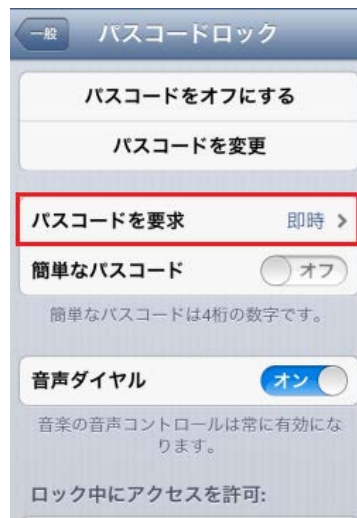 一般
パスコードロック
パスコードをオフにする
パスコードを変更
パスコードを要求 即時
簡単なパスコード オフ
簡単なパスコードは4桁の数字です。
音声ダイヤル オン
音楽の音声コントロールは常に有効にな
ります。
ロック中にアクセスを許可: